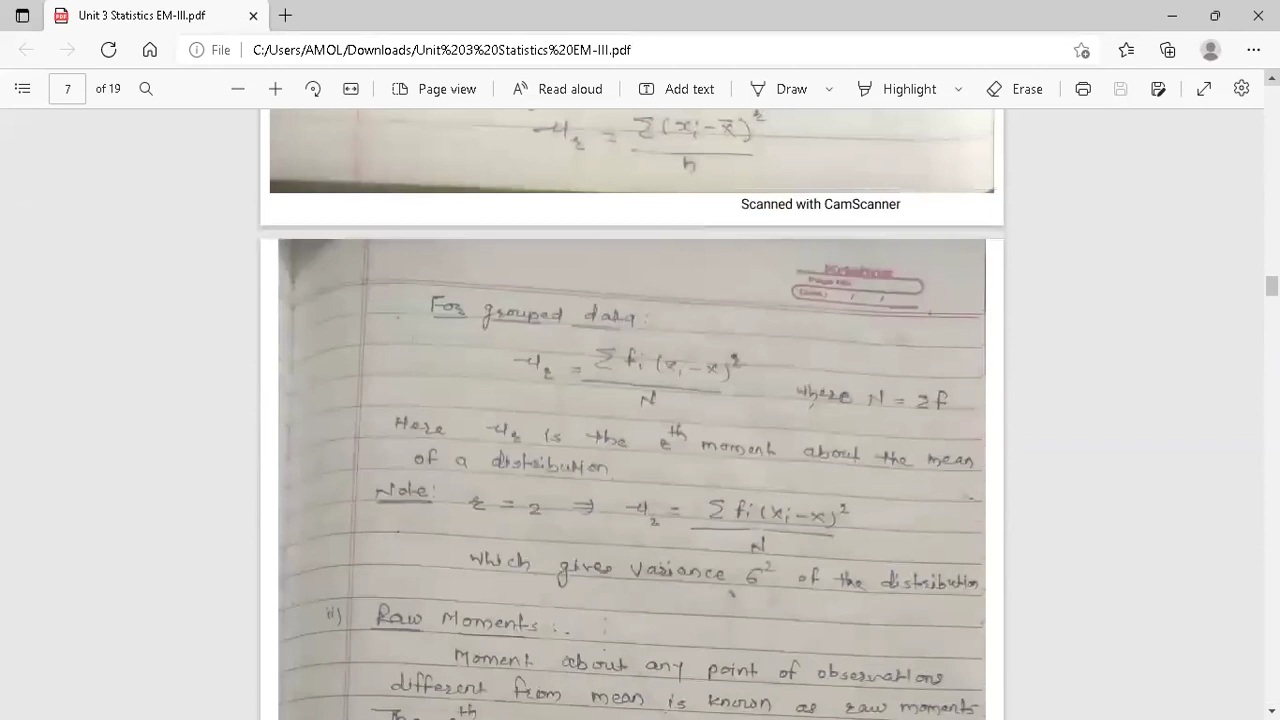 Unit 3 Statistics EM-III.pdf
File C:/Users/AMOL/Downloads/Unit%203%20Statistics%20EM-III.pdf
7 of 19 Page view Read aloud Add text Draw Highlight Erase
μr = Σ(xi - x̄)^r / n
Scanned with CamScanner
For grouped data:
μr = Σ fi (xi - x̄)^r / N where N = Σf
Here μr is the rth moment about the mean
of a distribution
Note: r = 2 ⇒ μ2 = Σ fi (xi - x̄)² / N
which gives variance σ² of the distribution
ii) Raw Moments :.
Moment about any point of observations
different from mean is known as raw moments
The rth